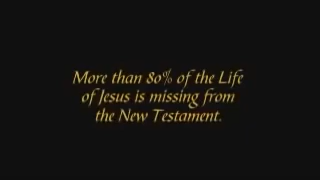 More than 80% of the Life
of Jesus is missing from
the New Testament.